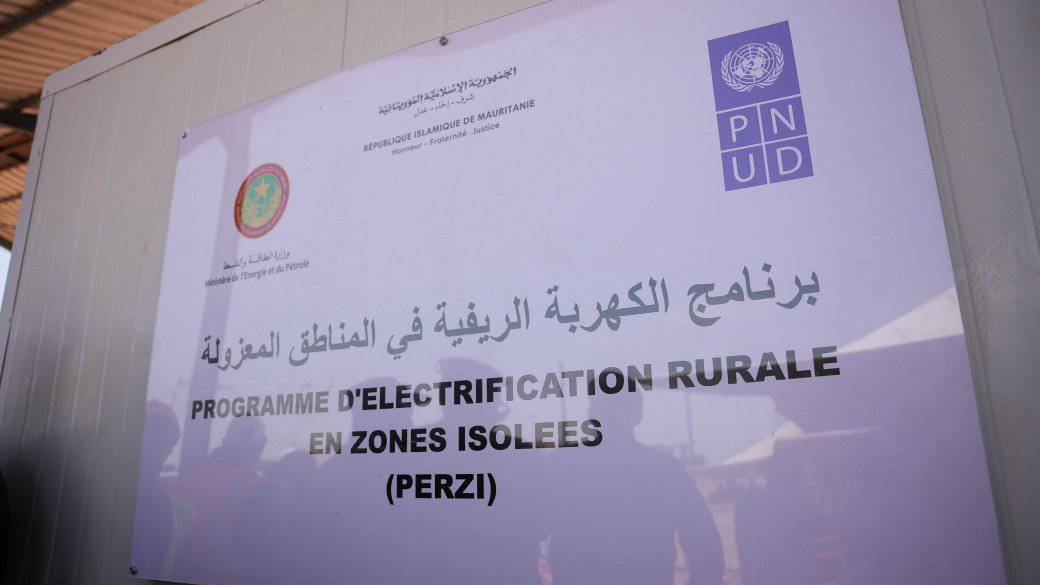 الجمهورية الإسلامية الموريتانية
شرف - إخاء - عدل
RÉPUBLIQUE ISLAMIQUE DE MAURITANIE
Honneur - Fraternité - Justice
PN
UD
وزارة الطاقة والنفط
Ministère de l'Energie et du Pétrole
برنامج الكهربة الريفية في المناطق المعزولة
PROGRAMME D'ELECTRIFICATION RURALE
EN ZONES ISOLEES
(PERZI)